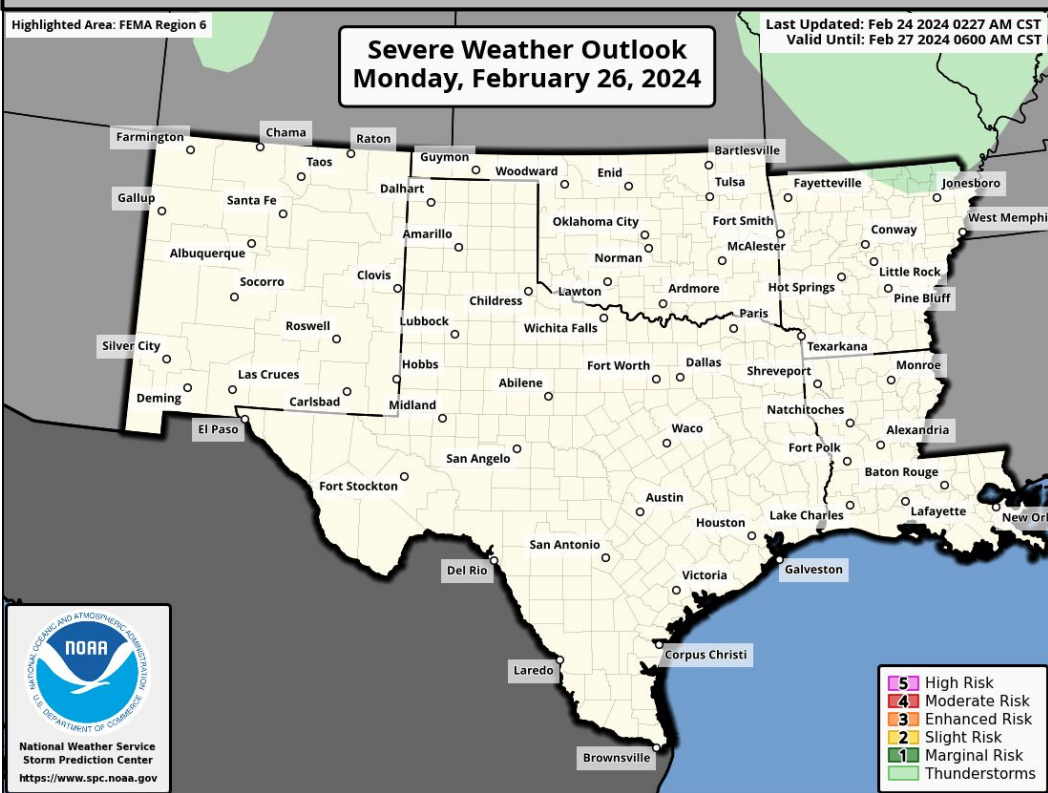 Highlighted Area: FEMA Region 6
Last Updated: Feb 24 2024 0227 AM CST
Valid Until: Feb 27 2024 0600 AM CST
Severe Weather Outlook
Monday, February 26, 2024
Farmington
Chama
Raton
Taos
Guymon
Woodward
Enid
Bartlesville
Tulsa
Fayetteville
Jonesboro
Gallup
Santa Fe
Dalhart
Oklahoma City
Fort Smith
West Memphi
Albuquerque
Amarillo
Norman
McAlester
Conway
Socorro
Clovis
Childress
Lawton
Ardmore
Hot Springs
Little Rock
Pine Bluff
Roswell
Lubbock
Wichita Falls
Paris
Texarkana
Silver City
Las Cruces
Hobbs
Abilene
Fort Worth
Dallas
Shreveport
Monroe
Deming
Carlsbad
Midland
Natchitoches
El Paso
Waco
Alexandria
San Angelo
Fort Polk
Fort Stockton
Baton Rouge
Austin
Houston
Lake Charles
Lafayette
New Orl
San Antonio
Del Rio
Galveston
Victoria
Laredo
Corpus Christi
Brownsville
NATIONAL OCEANIC AND ATMOSPHERIC ADMINISTRATION
NOAA
U.S. DEPARTMENT OF COMMERCE
National Weather Service
Storm Prediction Center
https://www.spc.noaa.gov
5 High Risk
4 Moderate Risk
3 Enhanced Risk
2 Slight Risk
1 Marginal Risk
Thunderstorms